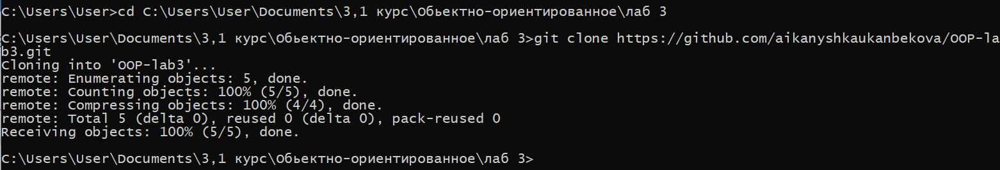 C:\Users\User>cd C:\Users\User\Documents\3,1 курс\Обьектно-ориентированное\лаб 3
C:\Users\User\Documents\3,1 курс\Обьектно-ориентированное\лаб 3>git clone https://github.com/aikanyshkaukanbekova/OOP-la
b3.git
Cloning into 'OOP-lab3'...
remote: Enumerating objects: 5, done.
remote: Counting objects: 100% (5/5), done.
remote: Compressing objects: 100% (4/4), done.
remote: Total 5 (delta 0), reused 0 (delta 0), pack-reused 0
Receiving objects: 100% (5/5), done.
C:\Users\User\Documents\3,1 курс\Обьектно-ориентированное\лаб 3>